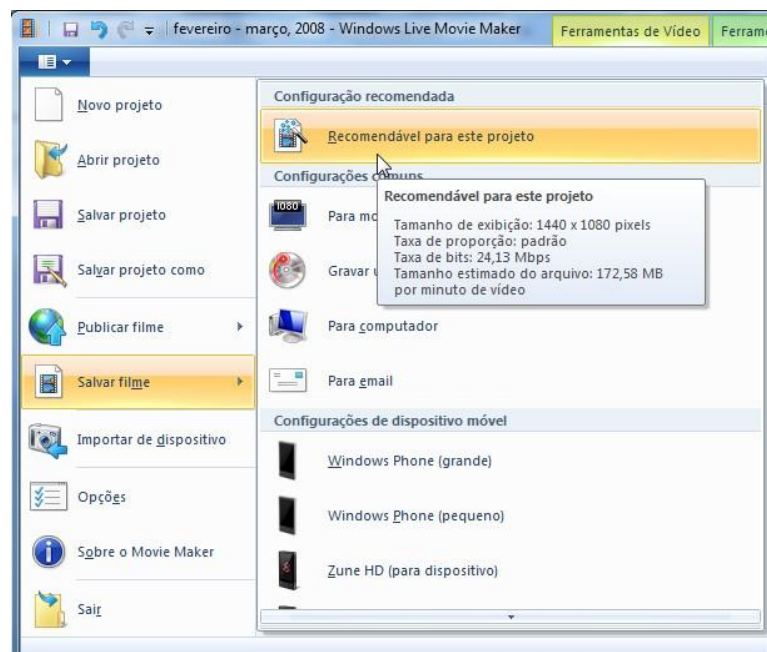 fevereiro - março, 2008 - Windows Live Movie Maker
Ferramentas de Vídeo
Novo projeto
Abrir projeto
Salvar projeto
Salvar projeto como
Publicar filme
Salvar filme
Importar de dispositivo
Opções
Sobre o Movie Maker
Sair
Configuração recomendada
Recomendável para este projeto
Configurações comuns
Recomendável para este projeto
Tamanho de exibição: 1440 x 1080 pixels
Taxa de proporção: padrão
Taxa de bits: 24,13 Mbps
Tamanho estimado do arquivo: 172,58 MB
por minuto de vídeo
1080
Para
Gravar
Para computador
Para email
Configurações de dispositivo móvel
Windows Phone (grande)
Windows Phone (pequeno)
Zune HD (para dispositivo)